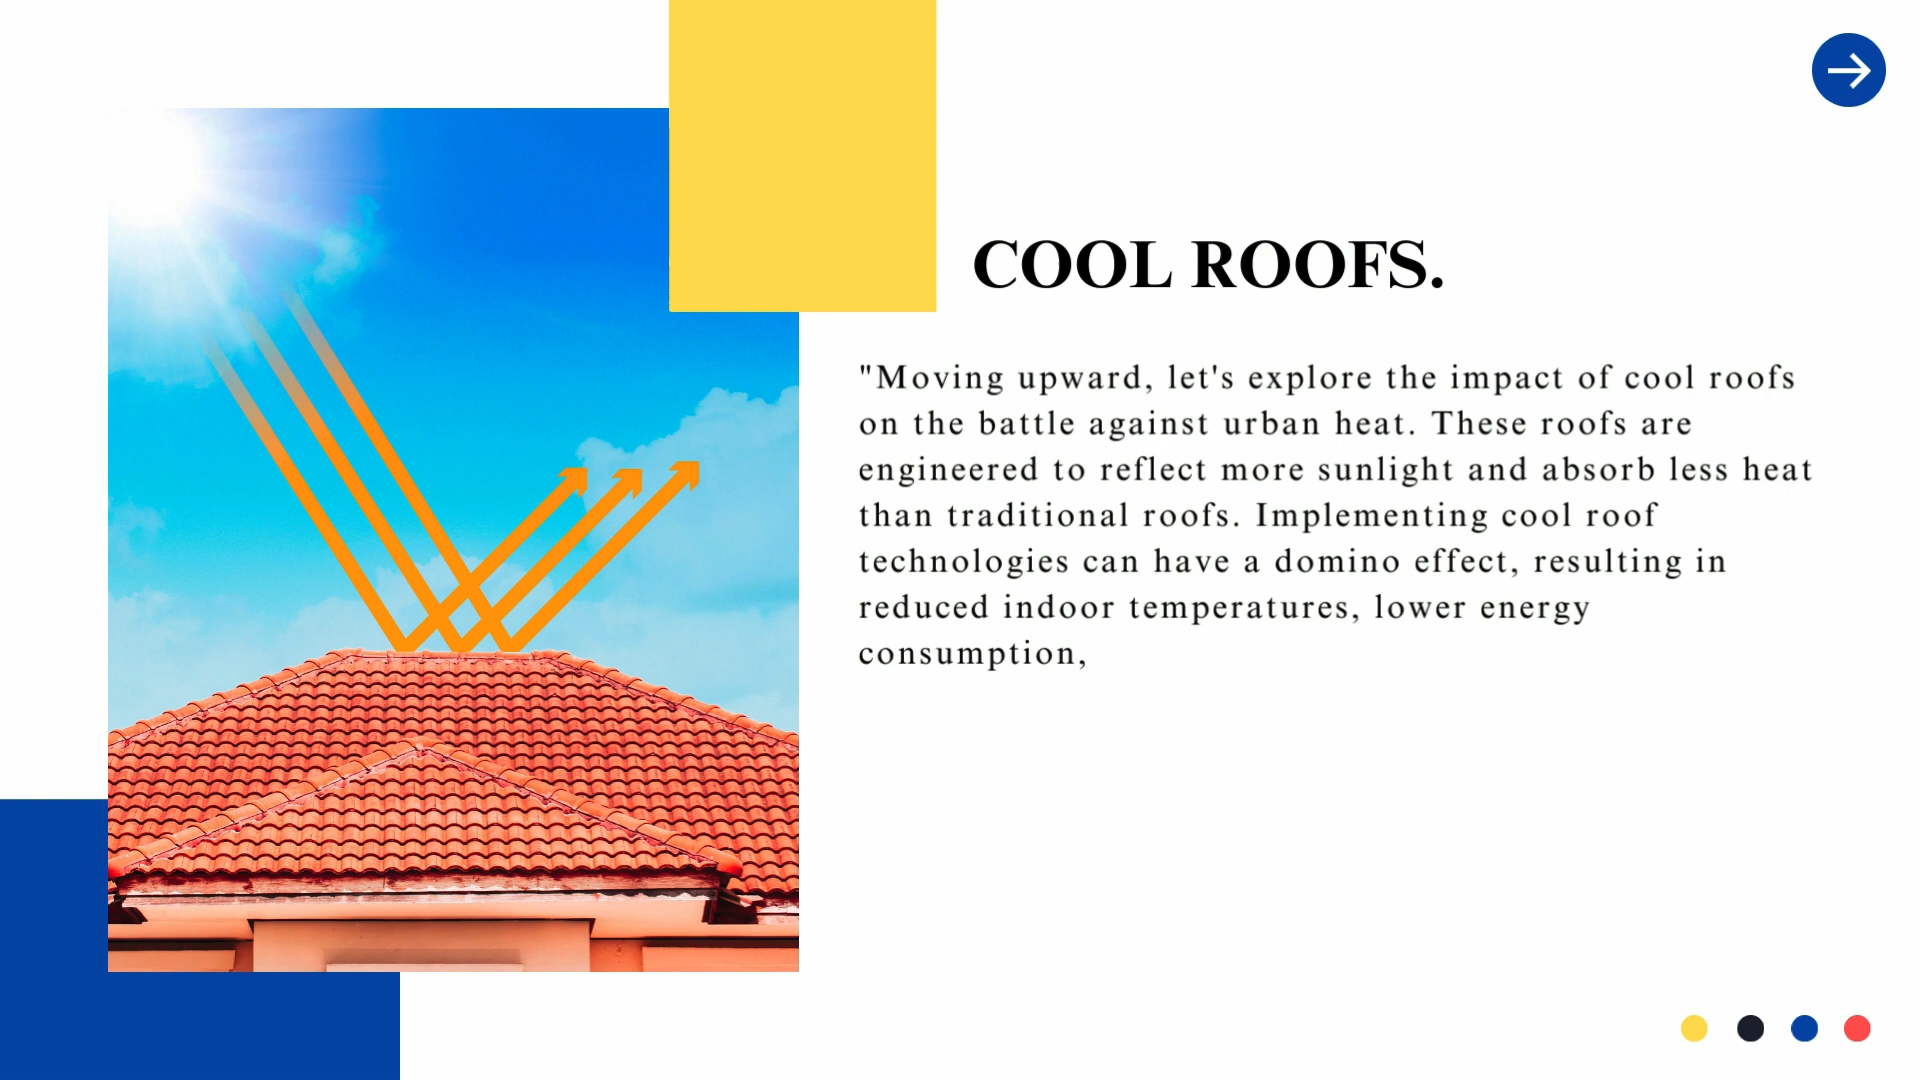 COOL ROOFS.
"Moving upward, let's explore the impact of cool roofs
on the battle against urban heat. These roofs are
engineered to reflect more sunlight and absorb less heat
than traditional roofs. Implementing cool roof
technologies can have a domino effect, resulting in
reduced indoor temperatures, lower energy
consumption,